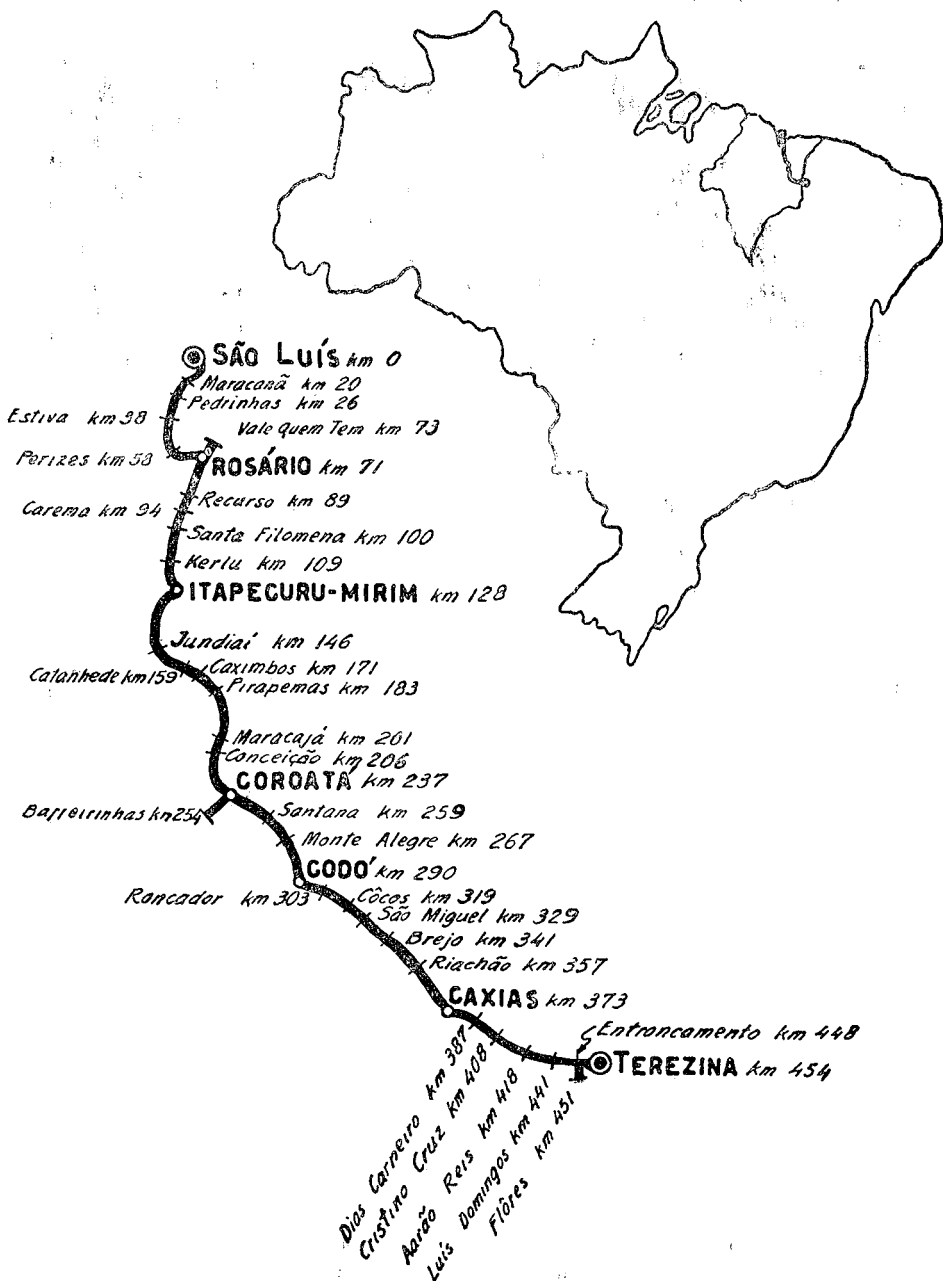 SÃO LUÍS km 0
Maracanã km 20
Pedrinhas km 26
Estiva km 98
Vale Quem Tem km 73
Perizes km 58
ROSÁRIO km 71
Recurso km 89
Carema km 94
Santa Filomena km 100
Kerlu km 109
ITAPECURU-MIRIM km 128
Jundiaí km 146
Caximbos km 171
Catanhede km 159
Pirapemas km 183
Maracajá km 201
Conceição km 206
COROATÁ km 237
Barreirinhas km 254
Santana km 259
Monte Alegre km 267
CODÓ km 290
Roncador km 303
Côcos km 319
São Miguel km 329
Brejo km 341
Riachão km 357
CAXIAS km 373
Entroncamento km 448
TEREZINA km 454
Dias Carneiro km 387
Cristino Cruz km 408
Aarão Reis km 418
Luís Domingos km 441
Flôres km 451